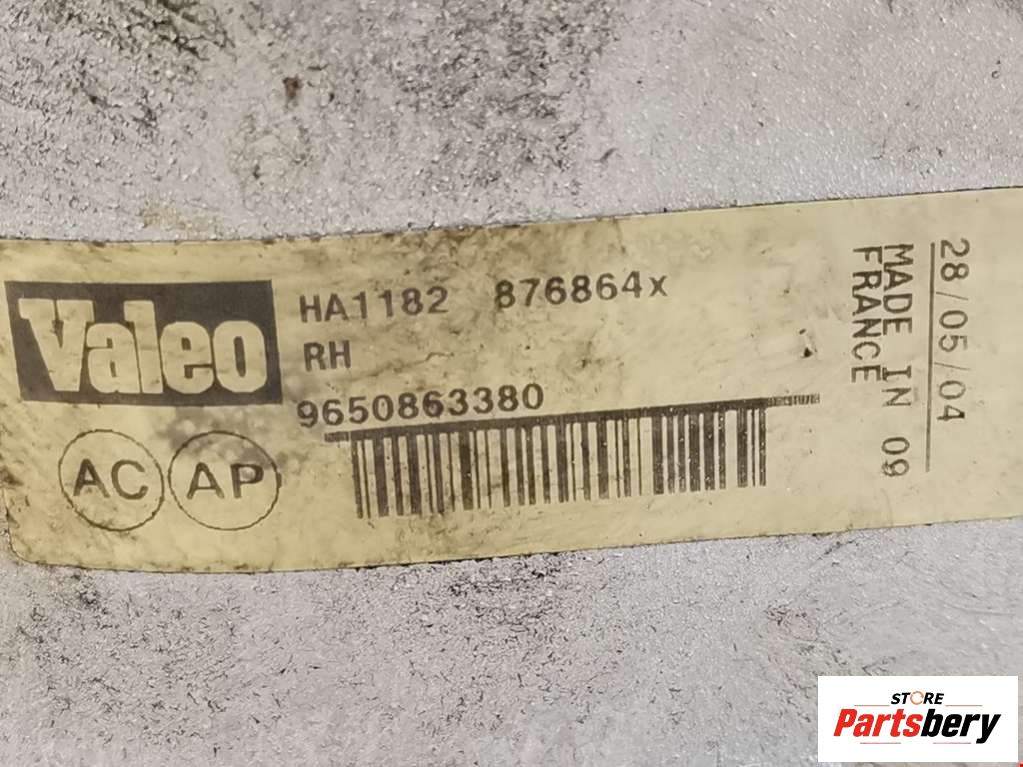 Valeo
HA1182 876864x
RH
9650863380
AC AP
28/05/04
MADE IN 09
FRANCE
STORE
Partsbery